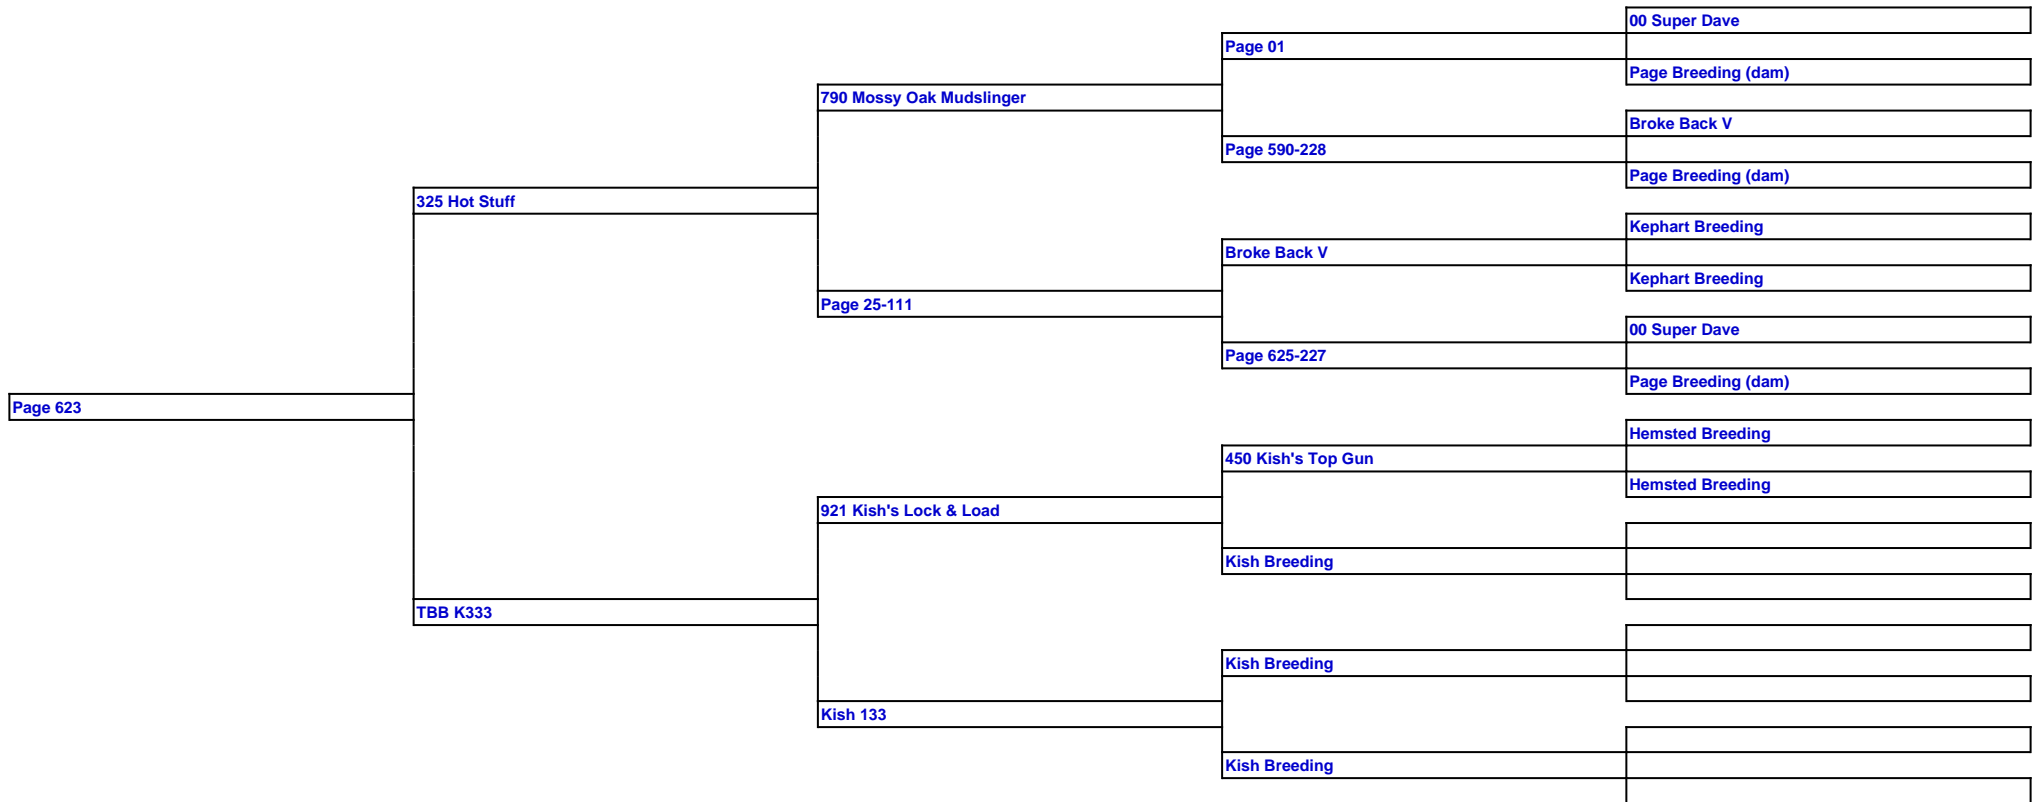 00 Super Dave
Page 01
Page Breeding (dam)
790 Mossy Oak Mudslinger
Broke Back V
Page 590-228
Page Breeding (dam)
325 Hot Stuff
Kephart Breeding
Broke Back V
Kephart Breeding
Page 25-111
00 Super Dave
Page 625-227
Page Breeding (dam)
Page 623
Hemsted Breeding
450 Kish's Top Gun
Hemsted Breeding
921 Kish's Lock & Load
Kish Breeding
TBB K333
Kish Breeding
Kish 133
Kish Breeding